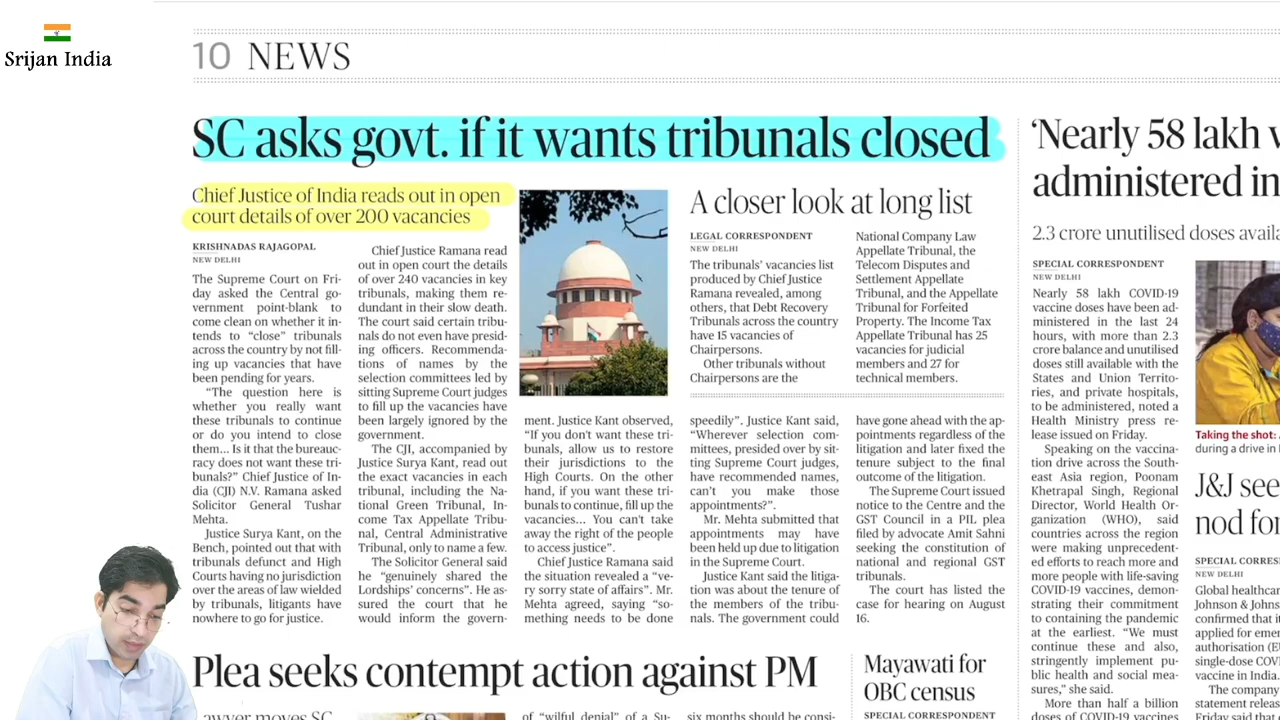 Srijan India
10 NEWS
SC asks govt. if it wants tribunals closed
Chief Justice of India reads out in open
court details of over 200 vacancies
KRISHNADAS RAJAGOPAL
NEW DELHI
The Supreme Court on Fri-
day asked the Central go-
vernment point-blank to
come clean on whether it in-
tends to “close” tribunals
across the country by not fill-
ing up vacancies that have
been pending for years.
“The question here is
whether you really want
these tribunals to continue
or do you intend to close
them... Is it that the bureauc-
racy does not want these tri-
bunals?” Chief Justice of In-
dia (CJI) N.V. Ramana asked
Solicitor General Tushar
Mehta.
Justice Surya Kant, on the
Bench, pointed out that with
tribunals defunct and High
Courts having no jurisdiction
over the areas of law wielded
by tribunals, litigants have
nowhere to go for justice.
Chief Justice Ramana read
out in open court the details
of over 240 vacancies in key
tribunals, making them re-
dundant in their slow death.
The court said certain tribu-
nals do not even have presid-
ing officers. Recommenda-
tions of names by the
selection committees led by
sitting Supreme Court judges
to fill up the vacancies have
been largely ignored by the
government.
The CJI, accompanied by
Justice Surya Kant, read out
the exact vacancies in each
tribunal, including the Na-
tional Green Tribunal, In-
come Tax Appellate Tribu-
nal, Central Administrative
Tribunal, only to name a few.
The Solicitor General said
he “genuinely shared the
Lordships’ concerns”. He as-
sured the court that he
would inform the govern-
ment. Justice Kant observed,
“If you don’t want these tri-
bunals, allow us to restore
their jurisdictions to the
High Courts. On the other
hand, if you want these tri-
bunals to continue, fill up the
vacancies... You can’t take
away the right of the people
to access justice”.
Chief Justice Ramana said
the situation revealed a “ve-
ry sorry state of affairs”. Mr.
Mehta agreed, saying “so-
mething needs to be done
speedily”. Justice Kant said,
“Wherever selection com-
mittees, presided over by sit-
ting Supreme Court judges,
have recommended names,
can’t you make those
appointments?”.
Mr. Mehta submitted that
appointments may have
been held up due to litigation
in the Supreme Court.
Justice Kant said the litiga-
tion was about the tenure of
the members of the tribu-
nals. The government could
have gone ahead with the ap-
pointments regardless of the
litigation and later fixed the
tenure subject to the final
outcome of the litigation.
The Supreme Court issued
notice to the Centre and the
GST Council in a PIL plea
filed by advocate Amit Sahni
seeking the constitution of
national and regional GST
tribunals.
The court has listed the
case for hearing on August
16.
A closer look at long list
LEGAL CORRESPONDENT
NEW DELHI
The tribunals’ vacancies list
produced by Chief Justice
Ramana revealed, among
others, that Debt Recovery
Tribunals across the country
have 15 vacancies of
Chairpersons.
Other tribunals without
Chairpersons are the
National Company Law
Appellate Tribunal, the
Telecom Disputes and
Settlement Appellate
Tribunal, and the Appellate
Tribunal for Forfeited
Property. The Income Tax
Appellate Tribunal has 25
vacancies for judicial
members and 27 for
technical members.
‘Nearly 58 lakh
administered in
2.3 crore unutilised doses
SPECIAL CORRESPONDENT
NEW DELHI
Nearly 58 lakh COVID-19
vaccine doses have been ad-
ministered in the last 24
hours, with more than 2.3
crore balance and unutilised
doses still available with the
States and Union Territo-
ries, and private hospitals,
to be administered, noted a
Health Ministry press re-
lease issued on Friday.
Speaking on the vaccina-
tion drive across the South-
east Asia region, Poonam
Khetrapal Singh, Regional
Director, World Health Or-
ganization (WHO), said
countries across the region
were making unprecedent-
ed efforts to reach more and
more people with life-saving
COVID-19 vaccines, demon-
strating their commitment
to containing the pandemic
at the earliest. “We must
continue these and also,
stringently implement pu-
blic health and social mea-
sures,” she said.
More than half a billion
doses of COVID-19 vaccines
Taking the shot:
during a drive in
J&J
nod
SPECIAL
NEW DELHI
Global
Johnson &
confirmed that
applied for
authorisation
single-dose
vaccine in India.
The company
statement
Friday said
Plea seeks contempt action against PM
Lawyer moves SC
of “wilful denial” of a Su-
six months should be consi-
Mayawati for
OBC census
SPECIAL CORRESPONDENT